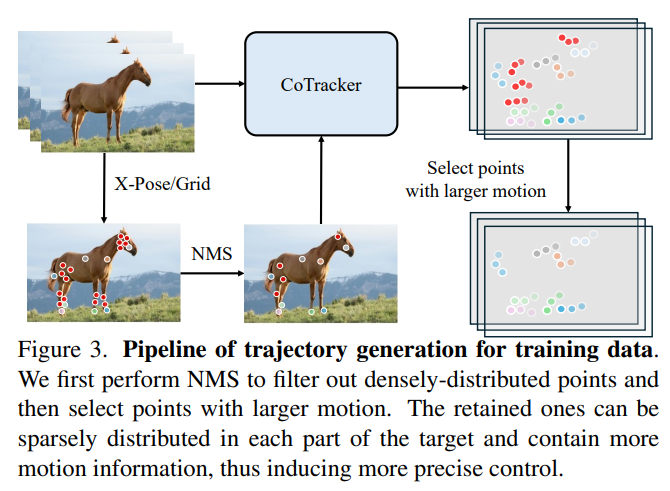 CoTracker
X-Pose/Grid
Select points
with larger motion
NMS
Figure 3. Pipeline of trajectory generation for training data.
We first perform NMS to filter out densely-distributed points and
then select points with larger motion. The retained ones can be
sparsely distributed in each part of the target and contain more
motion information, thus inducing more precise control.